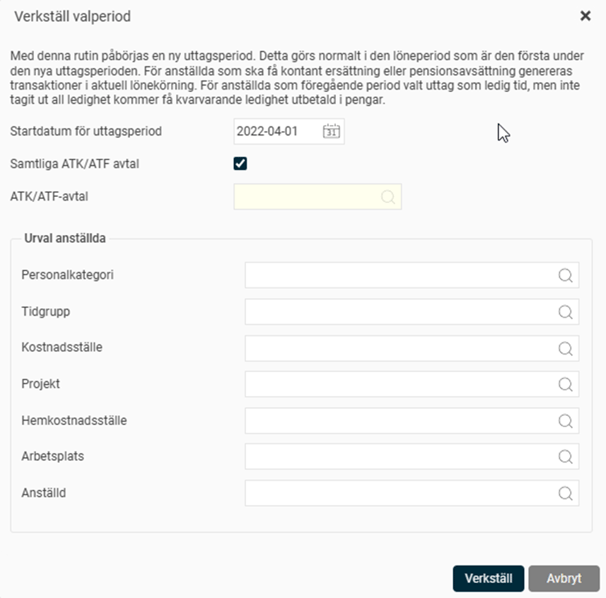 Verkställ valperiod
Med denna rutin påbörjas en ny uttagsperiod. Detta görs normalt i den löneperiod som är den första under
den nya uttagsperioden. För anställda som ska få kontant ersättning eller pensionsavsättning genereras
transaktioner i aktuell lönekörning. För anställda som föregående period valt uttag som ledig tid, men inte
tagit ut all ledighet kommer få kvarvarande ledighet utbetald i pengar.
Startdatum för uttagsperiod 2022-04-01 31
Samtliga ATK/ATF avtal
ATK/ATF-avtal
Urval anställda
Personalkategori
Tidgrupp
Kostnadsställe
Projekt
Hemkostnadsställe
Arbetsplats
Anställd
Verkställ Avbryt